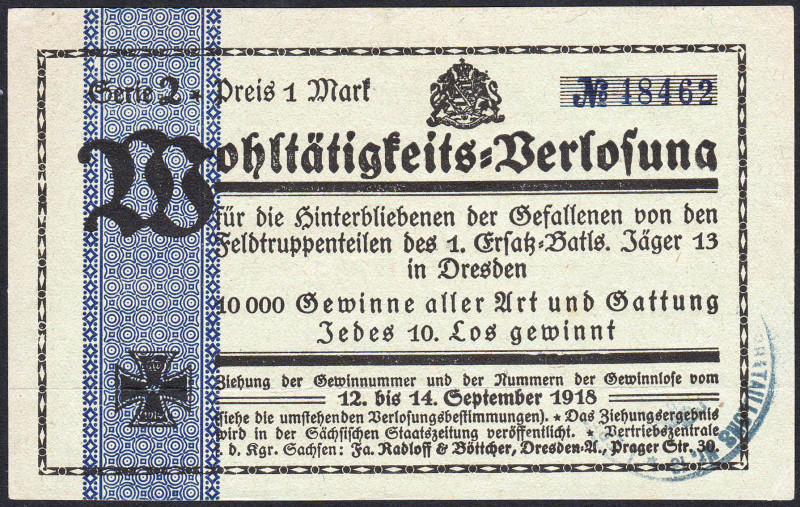 Serie 2 * Preis 1 Mark
№ 18462
Wohltätigkeits=Verlosung
für die Hinterbliebenen der Gefallenen von den
Feldtruppenteilen des 1. Ersatz=Batls. Jäger 13
in Dresden
10 000 Gewinne aller Art und Gattung
Jedes 10. Los gewinnt
Ziehung der Gewinnummer und der Nummern der Gewinnlose vom
12. bis 14. September 1918
(siehe die umstehenden Verlosungsbestimmungen). * Das Ziehungsergebnis
wird in der Sächsischen Staatszeitung veröffentlicht. * Vertriebszentrale
f. d. Kgr. Sachsen: Fa. Radloff & Böttcher, Dresden=A., Prager Str. 30.